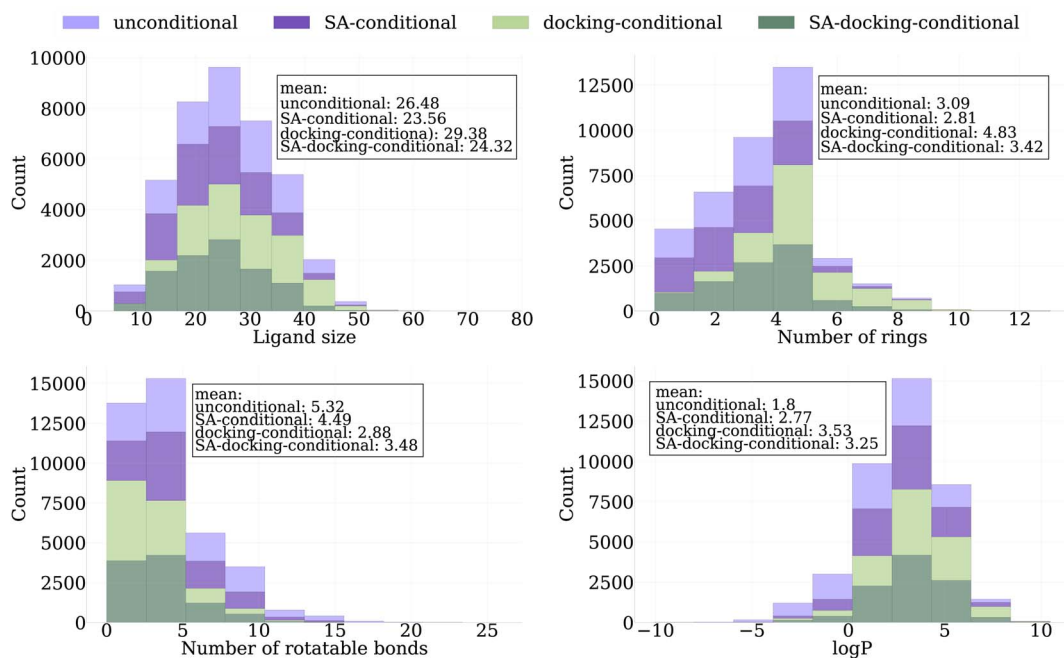 unconditional SA-conditional docking-conditional SA-docking-conditional
10000
8000
6000
4000
2000
0
Count
mean:
unconditional: 26.48
SA-conditional: 23.56
docking-conditiona): 29.38
SA-docking-conditional: 24.32
0 10 20 30 40 50 60 70 80
Ligand size
12500
10000
7500
5000
2500
0
Count
mean:
unconditional: 3.09
SA-conditional: 2.81
docking-conditional: 4.83
SA-docking-conditional: 3.42
0 2 4 6 8 10 12
Number of rings
15000
12500
10000
7500
5000
2500
0
Count
mean:
unconditional: 5.32
SA-conditional: 4.49
docking-conditional: 2.88
SA-docking-conditional: 3.48
0 5 10 15 20 25
Number of rotatable bonds
15000
12500
10000
7500
5000
2500
0
Count
mean:
unconditional: 1.8
SA-conditional: 2.77
docking-conditional: 3.53
SA-docking-conditional: 3.25
−10 −5 0 5 10
logP